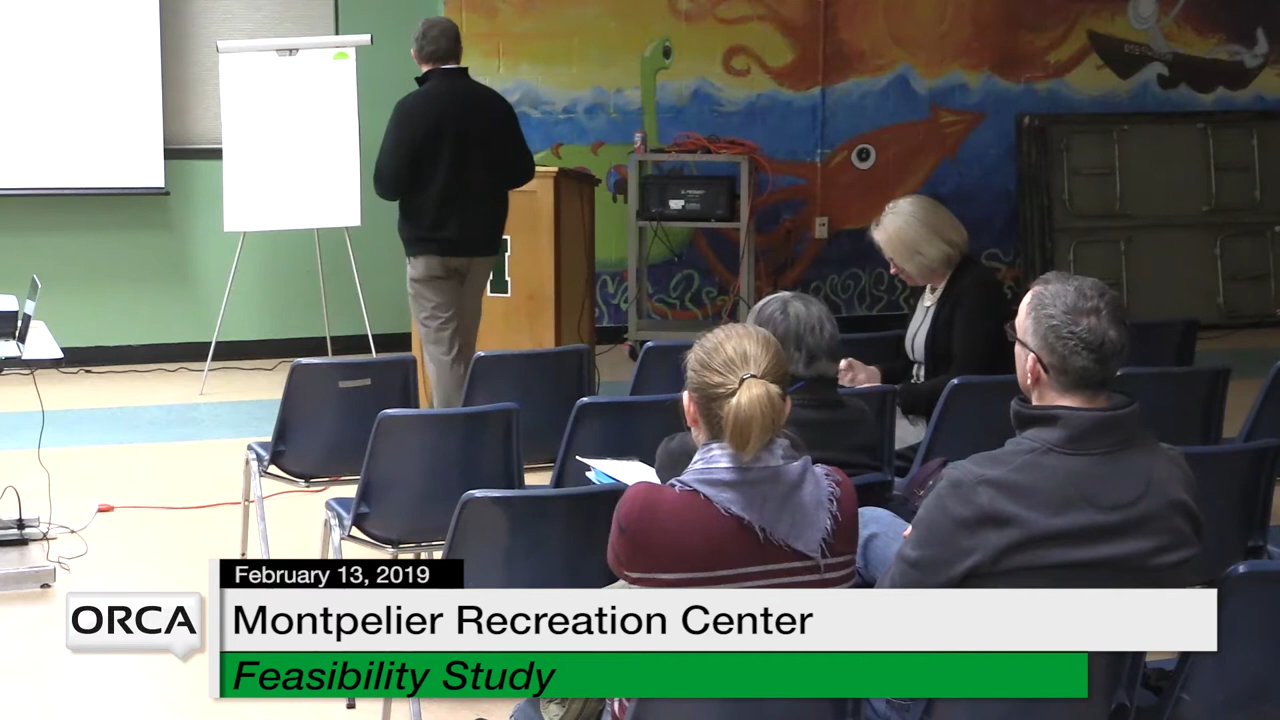 February 13, 2019
ORCA
Montpelier Recreation Center
Feasibility Study